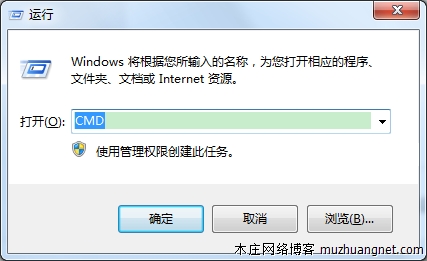 运行
Windows 将根据您所输入的名称，为您打开相应的程序、
文件夹、文档或 Internet 资源。
打开(O): CMD
使用管理权限创建此任务。
确定 取消 浏览(B)...
本庄网络博客 muzhuangnet.com